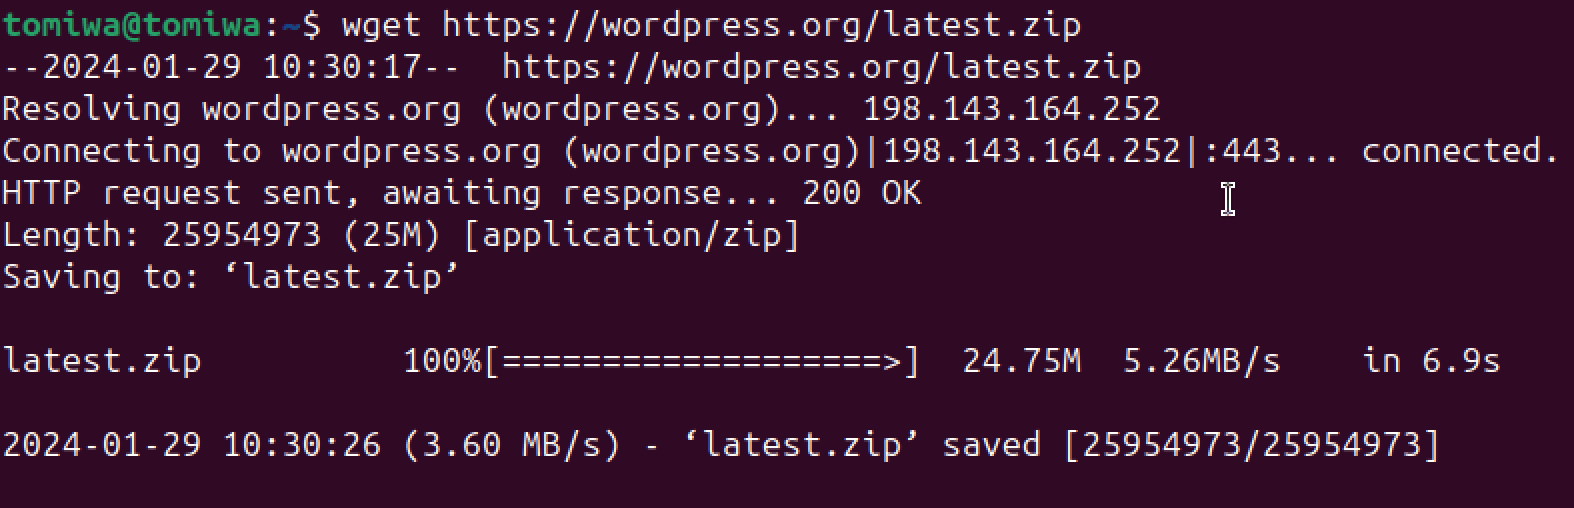 tomiwa@tomiwa:~$ wget https://wordpress.org/latest.zip
--2024-01-29 10:30:17--  https://wordpress.org/latest.zip
Resolving wordpress.org (wordpress.org)... 198.143.164.252
Connecting to wordpress.org (wordpress.org)|198.143.164.252|:443... connected.
HTTP request sent, awaiting response... 200 OK
Length: 25954973 (25M) [application/zip]
Saving to: ‘latest.zip’
latest.zip          100%[===================>]  24.75M  5.26MB/s    in 6.9s
2024-01-29 10:30:26 (3.60 MB/s) - ‘latest.zip’ saved [25954973/25954973]